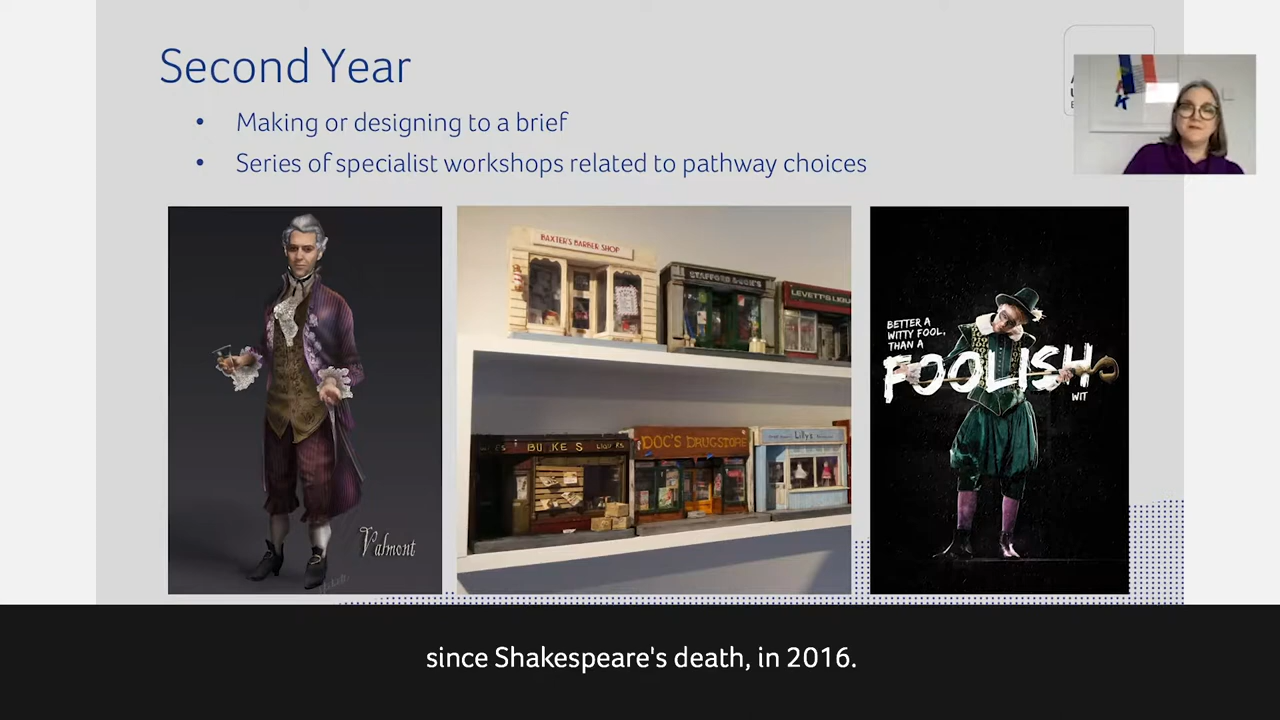 Second Year
• Making or designing to a brief
• Series of specialist workshops related to pathway choices
BAXTER'S BARBER SHOP
DOC'S DRUGSTORE
Lilly's
Valmont
BETTER A
WITTY FOOL,
THAN A
FOOLISH
WIT
since Shakespeare's death, in 2016.